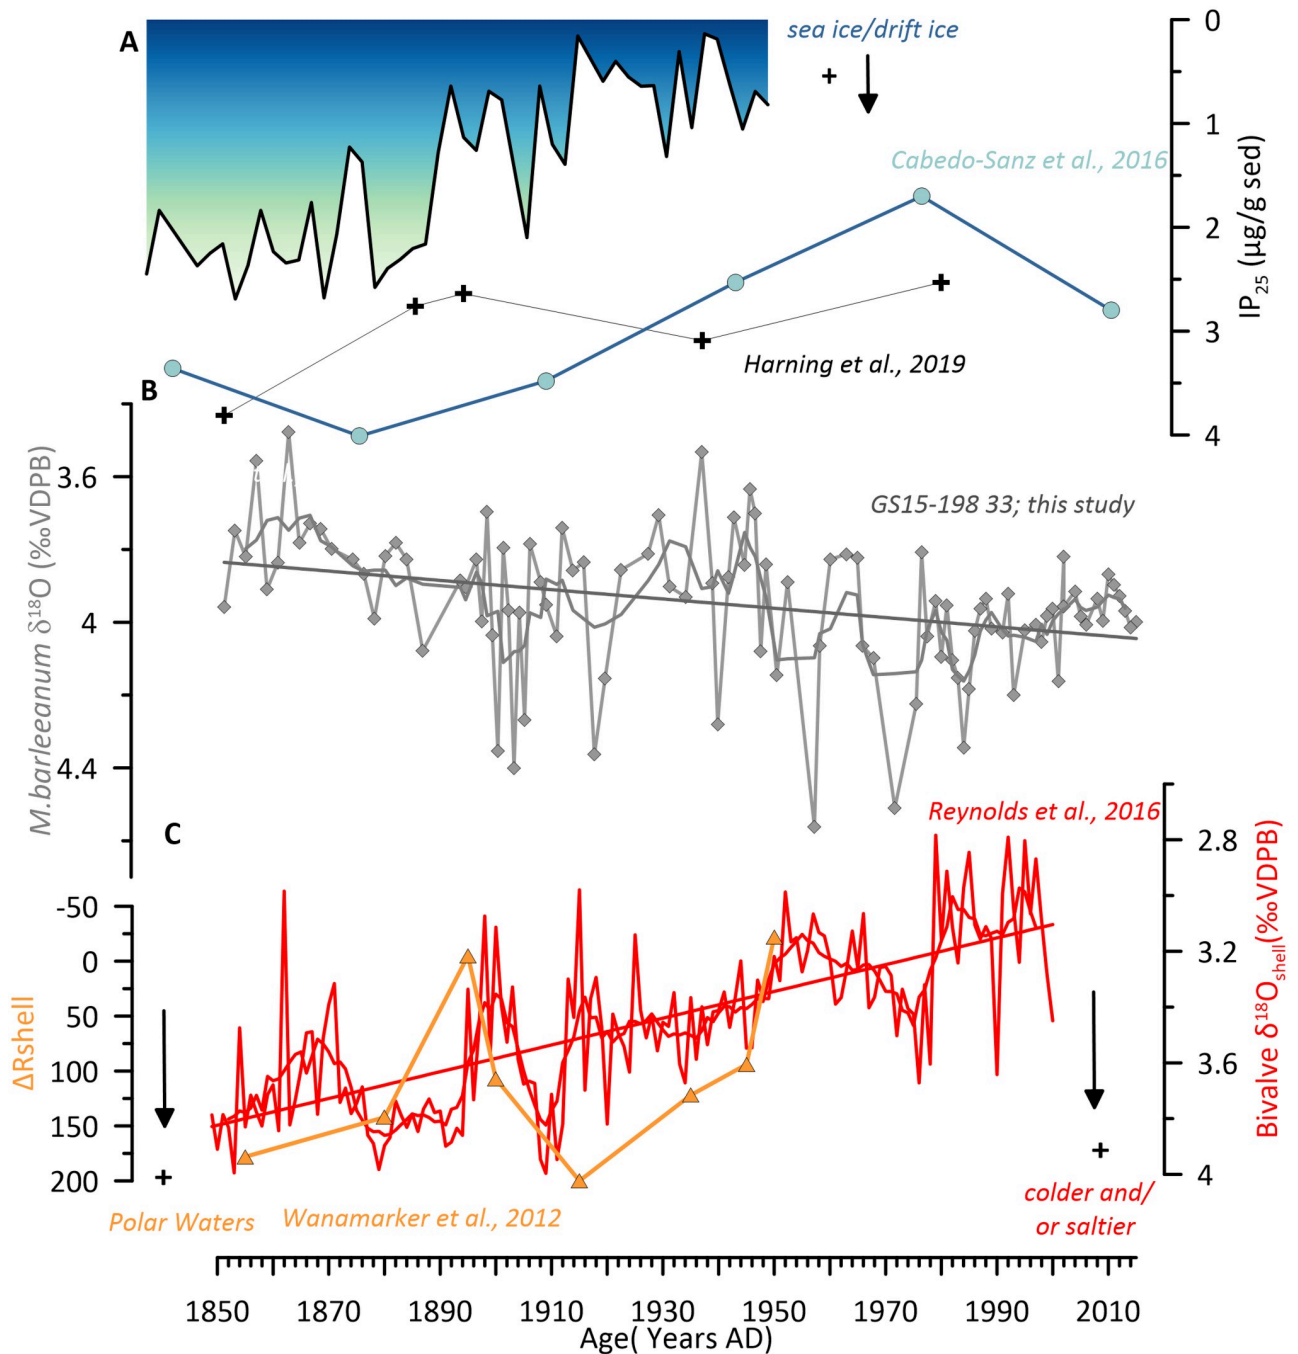 A
sea ice/drift ice
+
Cabedo-Sanz et al., 2016
Harning et al., 2019
0
1
2
3
4
IP25 (µg/g sed)
B
3.6
4
4.4
M.barleeanum δ18O (‰VDPB)
GS15-198 33; this study
C
Reynolds et al., 2016
-50
0
50
100
150
200
ΔRshell
+
Polar Waters
Wanamarker et al., 2012
2.8
3.2
3.6
4
Bivalve δ18Oshell(‰VDPB)
+
colder and/
or saltier
1850 1870 1890 1910 1930 1950 1970 1990 2010
Age( Years AD)